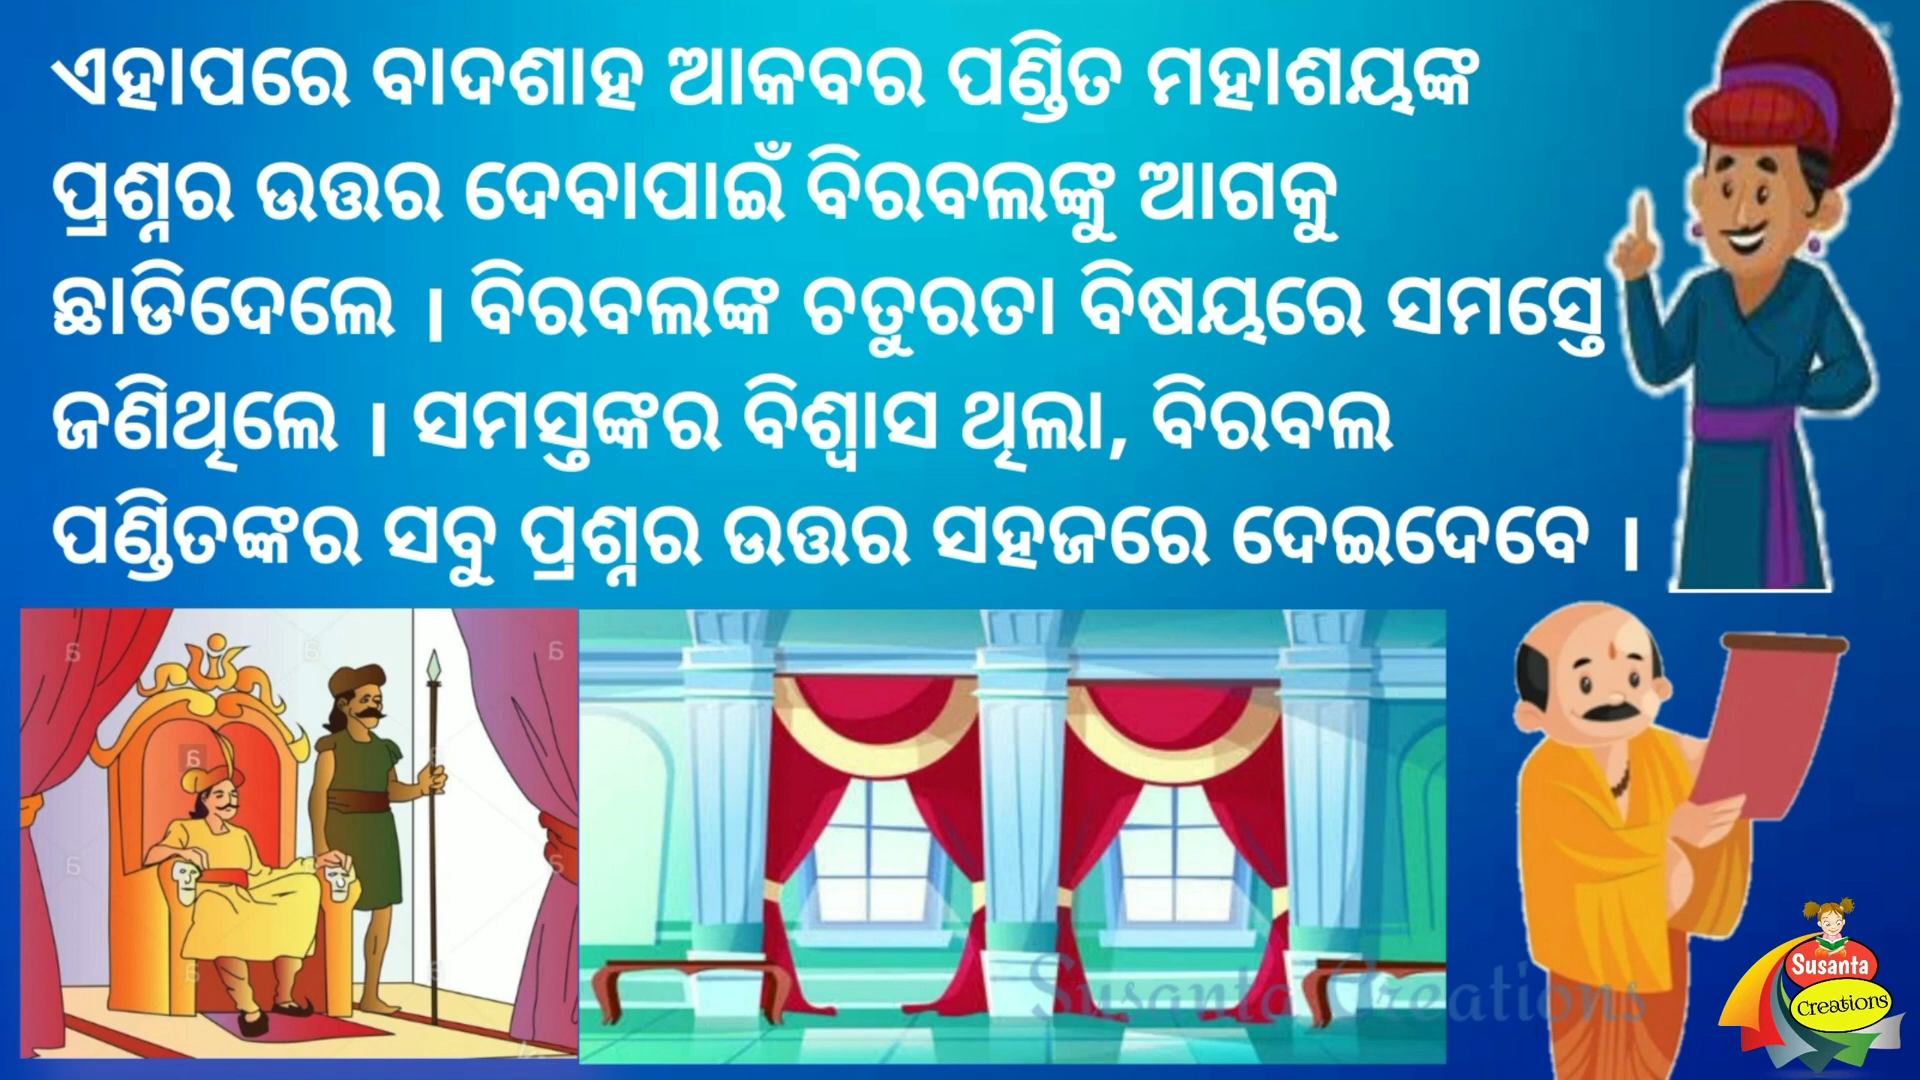 ଏହାପରେ ବାଦଶାହ ଆକବର ପଣ୍ଡିତ ମହାଶୟଙ୍କ
ପ୍ରଶ୍ନର ଉତ୍ତର ଦେବାପାଇଁ ବିରବଲଙ୍କୁ ଆଗକୁ
ଛାଡିଦେଲେ । ବିରବଲଙ୍କ ଚତୁରତା ବିଷୟରେ ସମସ୍ତେ
ଜଣିଥିଲେ । ସମସ୍ତଙ୍କର ବିଶ୍ୱାସ ଥିଲା, ବିରବଲ
ପଣ୍ଡିତଙ୍କର ସବୁ ପ୍ରଶ୍ନର ଉତ୍ତର ସହଜରେ ଦେଇଦେବେ ।
Susanta Creations
Susanta
Creations